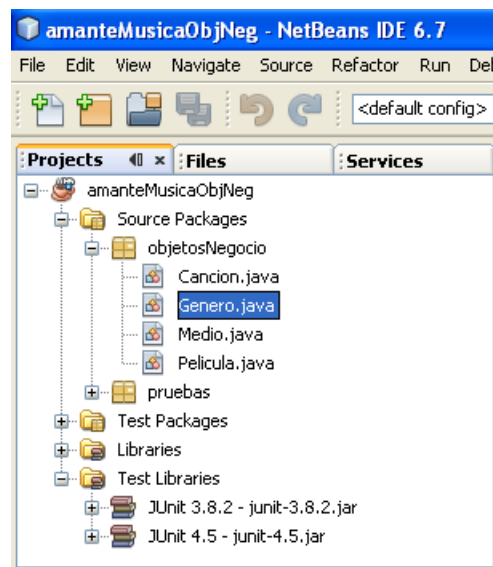 amanteMusicaObjNeg - NetBeans IDE 6.7
File Edit View Navigate Source Refactor Run
<default config>
Projects Files Services
amanteMusicaObjNeg
Source Packages
objetosNegocio
Cancion.java
Genero.java
Medio.java
Pelicula.java
pruebas
Test Packages
Libraries
Test Libraries
JUnit 3.8.2 - junit-3.8.2.jar
JUnit 4.5 - junit-4.5.jar